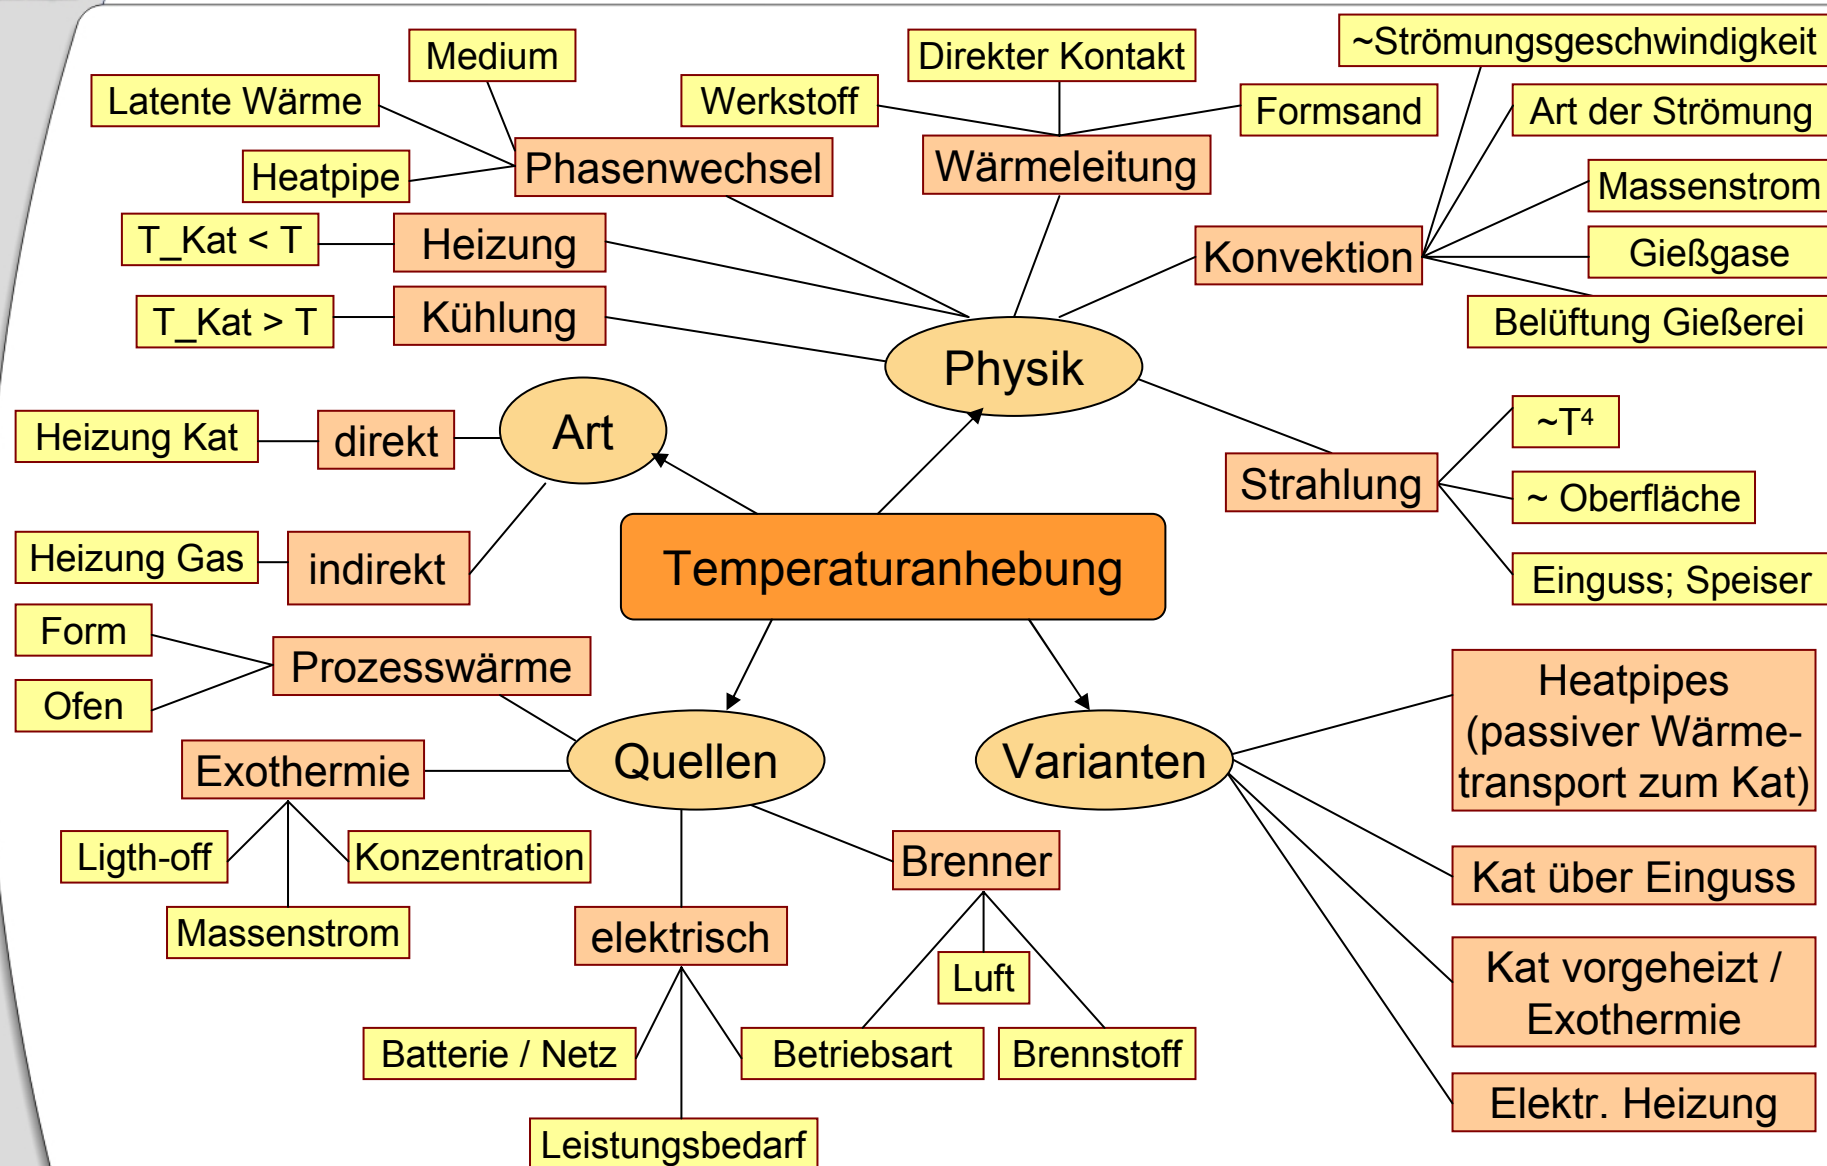 ~Strömungsgeschwindigkeit
Medium
Direkter Kontakt
Latente Wärme
Werkstoff
Formsand
Art der Strömung
Heatpipe
Phasenwechsel
Wärmeleitung
Massenstrom
T_Kat < T
Heizung
Konvektion
Gießgase
T_Kat > T
Kühlung
Belüftung Gießerei
Physik
Heizung Kat
direkt
Art
~T⁴
Strahlung
~ Oberfläche
Heizung Gas
indirekt
Temperaturanhebung
Einguss; Speiser
Form
Prozesswärme
Ofen
Heatpipes
(passiver Wärme-
transport zum Kat)
Exothermie
Quellen
Varianten
Ligth-off
Konzentration
Brenner
Kat über Einguss
Massenstrom
elektrisch
Luft
Kat vorgeheizt /
Exothermie
Batterie / Netz
Betriebsart
Brennstoff
Elektr. Heizung
Leistungsbedarf